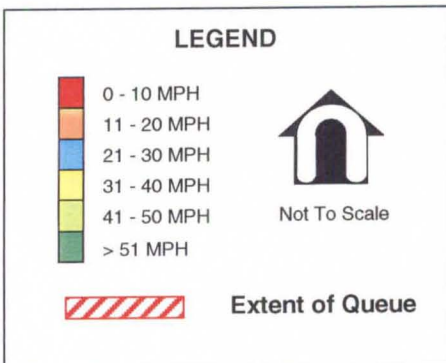 LEGEND
0 - 10 MPH
11 - 20 MPH
21 - 30 MPH
31 - 40 MPH
41 - 50 MPH
> 51 MPH
Not To Scale
Extent of Queue